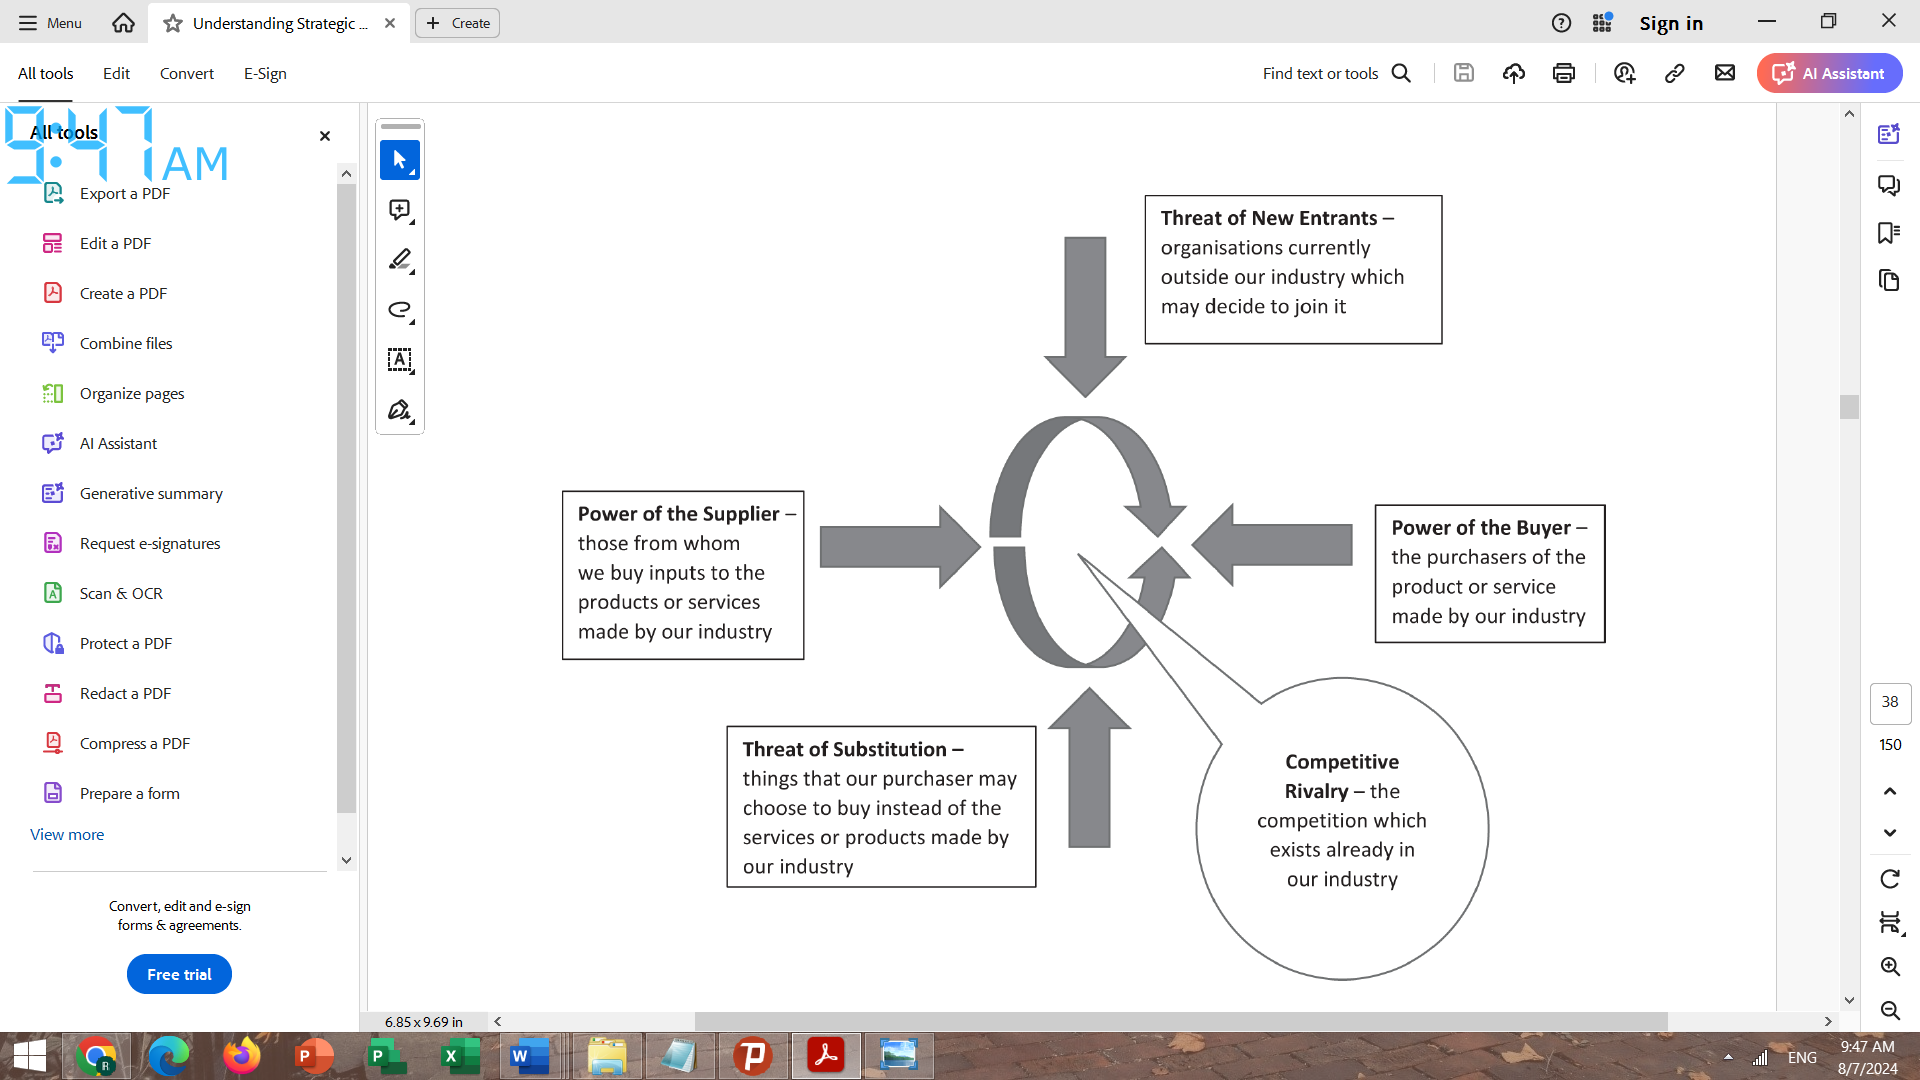 Menu
Understanding Strategic ...
Create
Sign in
All tools
Edit
Convert
E-Sign
Find text or tools
AI Assistant
All tools
9:47 AM
Export a PDF
Edit a PDF
Create a PDF
Combine files
Organize pages
AI Assistant
Generative summary
Request e-signatures
Scan & OCR
Protect a PDF
Redact a PDF
Compress a PDF
Prepare a form
View more
Convert, edit and e-sign
forms & agreements.
Free trial
Threat of New Entrants –
organisations currently
outside our industry which
may decide to join it
Power of the Supplier –
those from whom
we buy inputs to the
products or services
made by our industry
Power of the Buyer –
the purchasers of the
product or service
made by our industry
Threat of Substitution –
things that our purchaser may
choose to buy instead of the
services or products made by
our industry
Competitive
Rivalry – the
competition which
exists already in
our industry
38
150
6.85 x 9.69 in
ENG
9:47 AM
8/7/2024